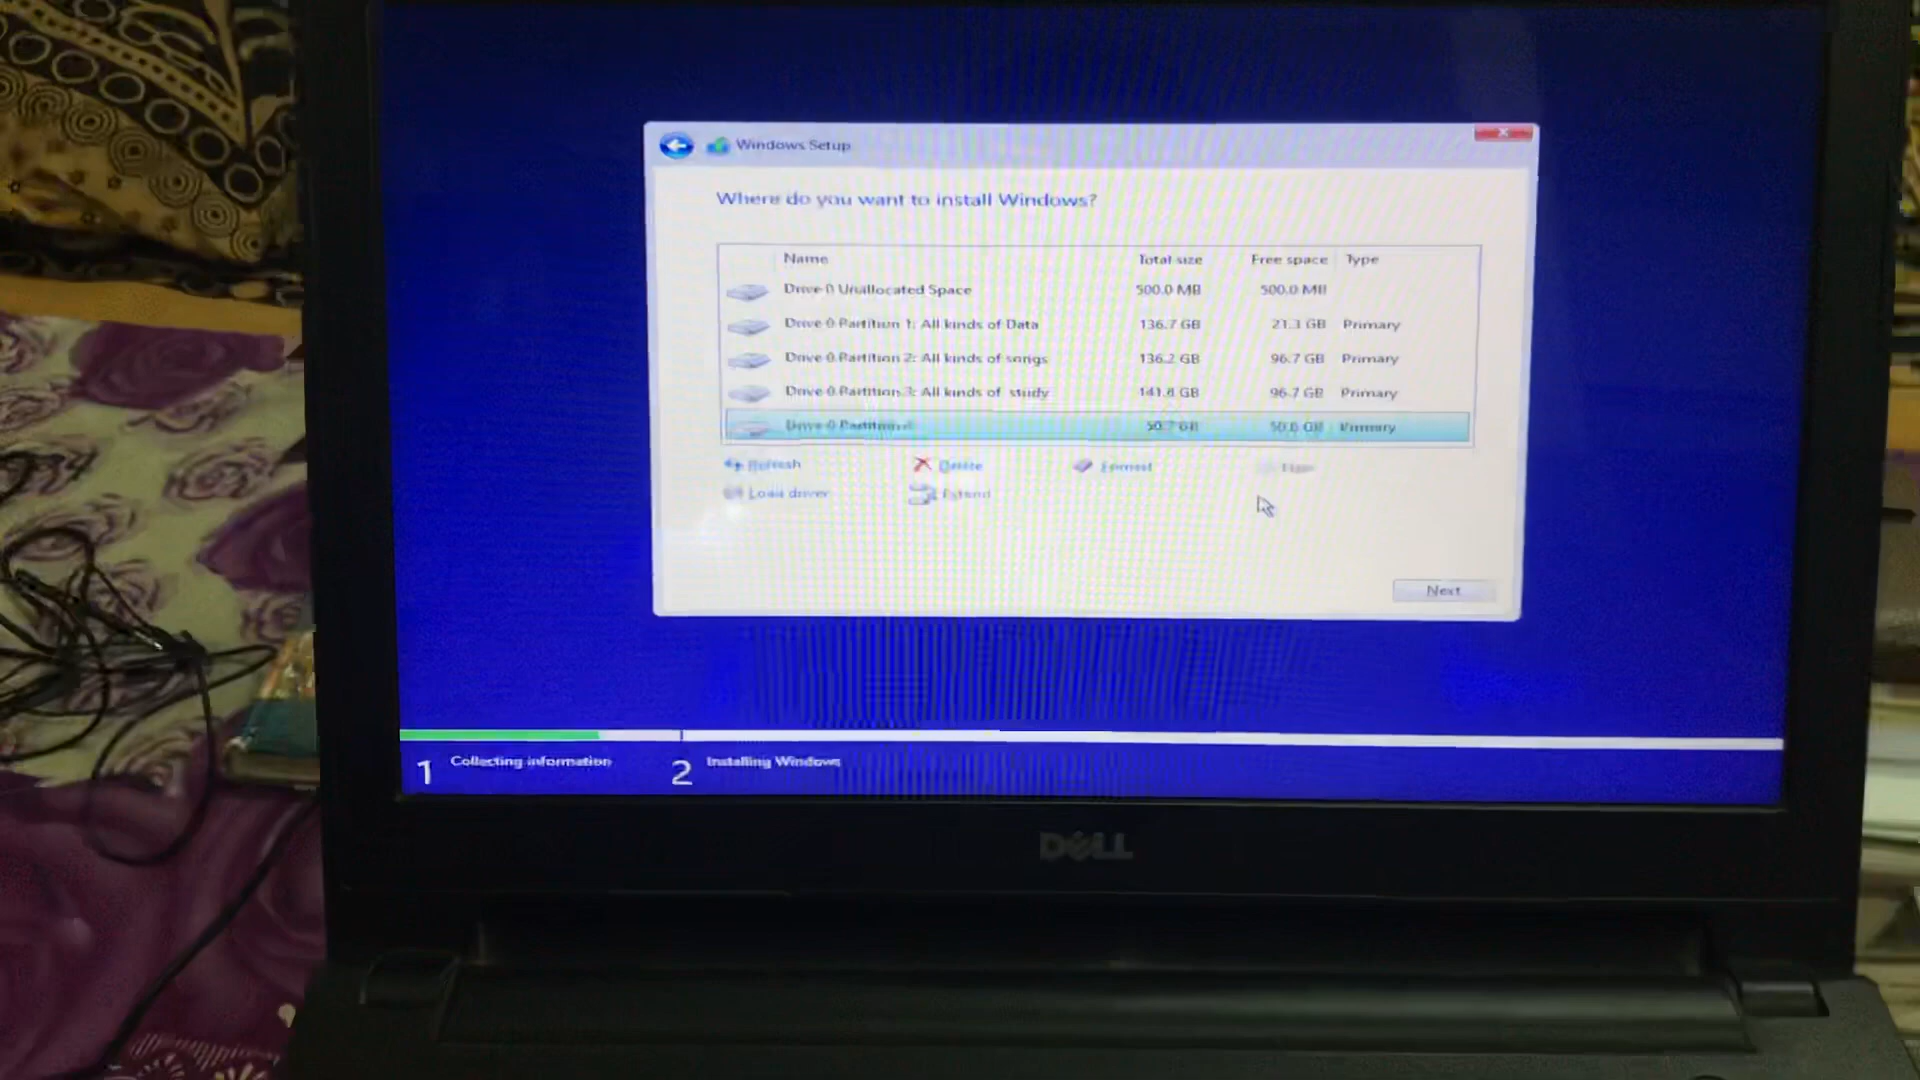 Windows Setup
Where do you want to install Windows?
Name Total size Free space Type
Drive 0 Unallocated Space 500.0 MB 500.0 MB
Drive 0 Partition 1: All kinds of Data 136.7 GB 21.3 GB Primary
Drive 0 Partition 2: All kinds of songs 136.2 GB 96.7 GB Primary
Drive 0 Partition 3: All kinds of study 141.8 GB 96.7 GB Primary
Drive 0 Partition 50.7 GB 50.6 GB Primary
Refresh Delete Format
Load driver Extend
Next
1 Collecting information 2 Installing Windows
DELL